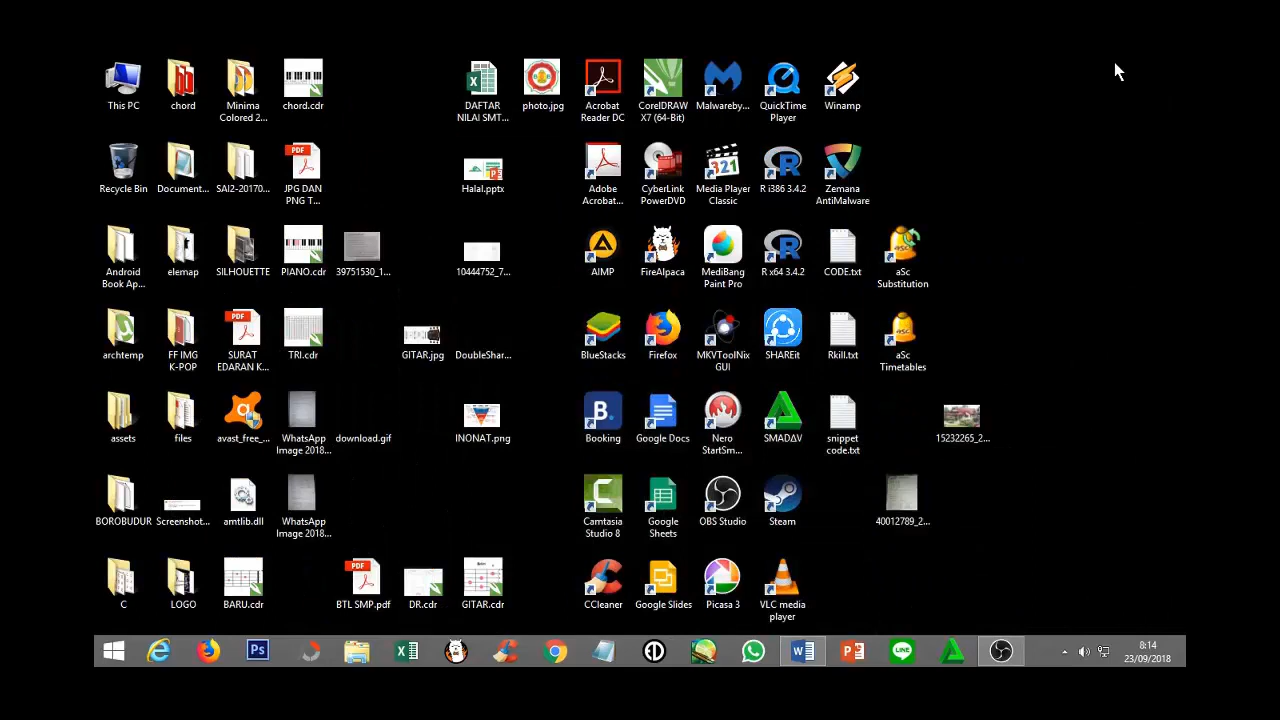 This PC
chord
Minima
Colored 2...
chord.cdr
DAFTAR
NILAI SMT...
photo.jpg
Acrobat
Reader DC
CorelDRAW
X7 (64-Bit)
Malwareby...
QuickTime
Player
Winamp
Recycle Bin
Document...
SAI2-20170...
JPG DAN
PNG T...
Halal.pptx
Adobe
Acrobat...
CyberLink
PowerDVD
Media Player
Classic
R i386 3.4.2
Zemana
AntiMalware
Android
Book Ap...
elemap
SILHOUETTE
PIANO.cdr
39751530_1...
10444752_7...
AIMP
FireAlpaca
MediBang
Paint Pro
R x64 3.4.2
CODE.txt
aSc
Substitution
archtemp
FF IMG
K-POP
SURAT
EDARAN K...
TRI.cdr
GITAR.jpg
DoubleShar...
BlueStacks
Firefox
MKVToolNix
GUI
SHAREit
Rkill.txt
aSc
Timetables
assets
files
avast_free_...
WhatsApp
Image 2018...
download.gif
INONAT.png
Booking
Google Docs
Nero
StartSm...
SMADΔV
snippet
code.txt
15232265_2...
BOROBUDUR
Screenshot...
amtlib.dll
WhatsApp
Image 2018...
Camtasia
Studio 8
Google
Sheets
OBS Studio
Steam
40012789_2...
C
LOGO
BARU.cdr
BTL SMP.pdf
DR.cdr
GITAR.cdr
CCleaner
Google Slides
Picasa 3
VLC media
player
8:14
23/09/2018